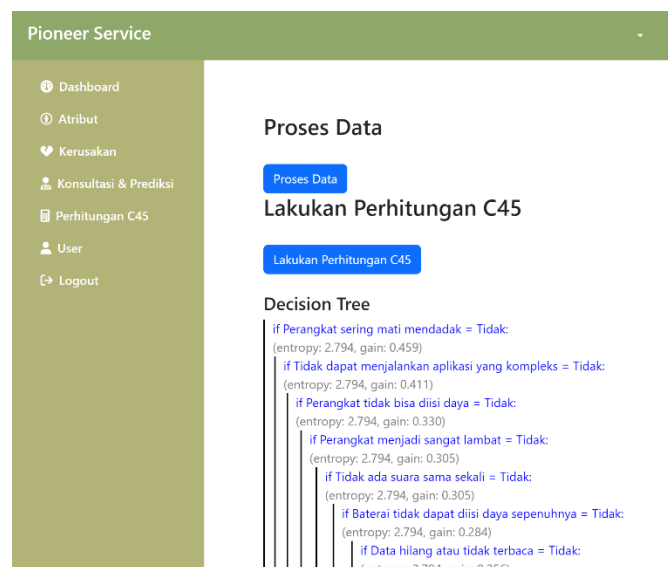 Pioneer Service
Dashboard
Atribut
Kerusakan
Konsultasi & Prediksi
Perhitungan C45
User
Logout
Proses Data
Proses Data
Lakukan Perhitungan C45
Lakukan Perhitungan C45
Decision Tree
if Perangkat sering mati mendadak = Tidak:
(entropy: 2.794, gain: 0.459)
if Tidak dapat menjalankan aplikasi yang kompleks = Tidak:
(entropy: 2.794, gain: 0.411)
if Perangkat tidak bisa diisi daya = Tidak:
(entropy: 2.794, gain: 0.330)
if Perangkat menjadi sangat lambat = Tidak:
(entropy: 2.794, gain: 0.305)
if Tidak ada suara sama sekali = Tidak:
(entropy: 2.794, gain: 0.305)
if Baterai tidak dapat diisi daya sepenuhnya = Tidak:
(entropy: 2.794, gain: 0.284)
if Data hilang atau tidak terbaca = Tidak: